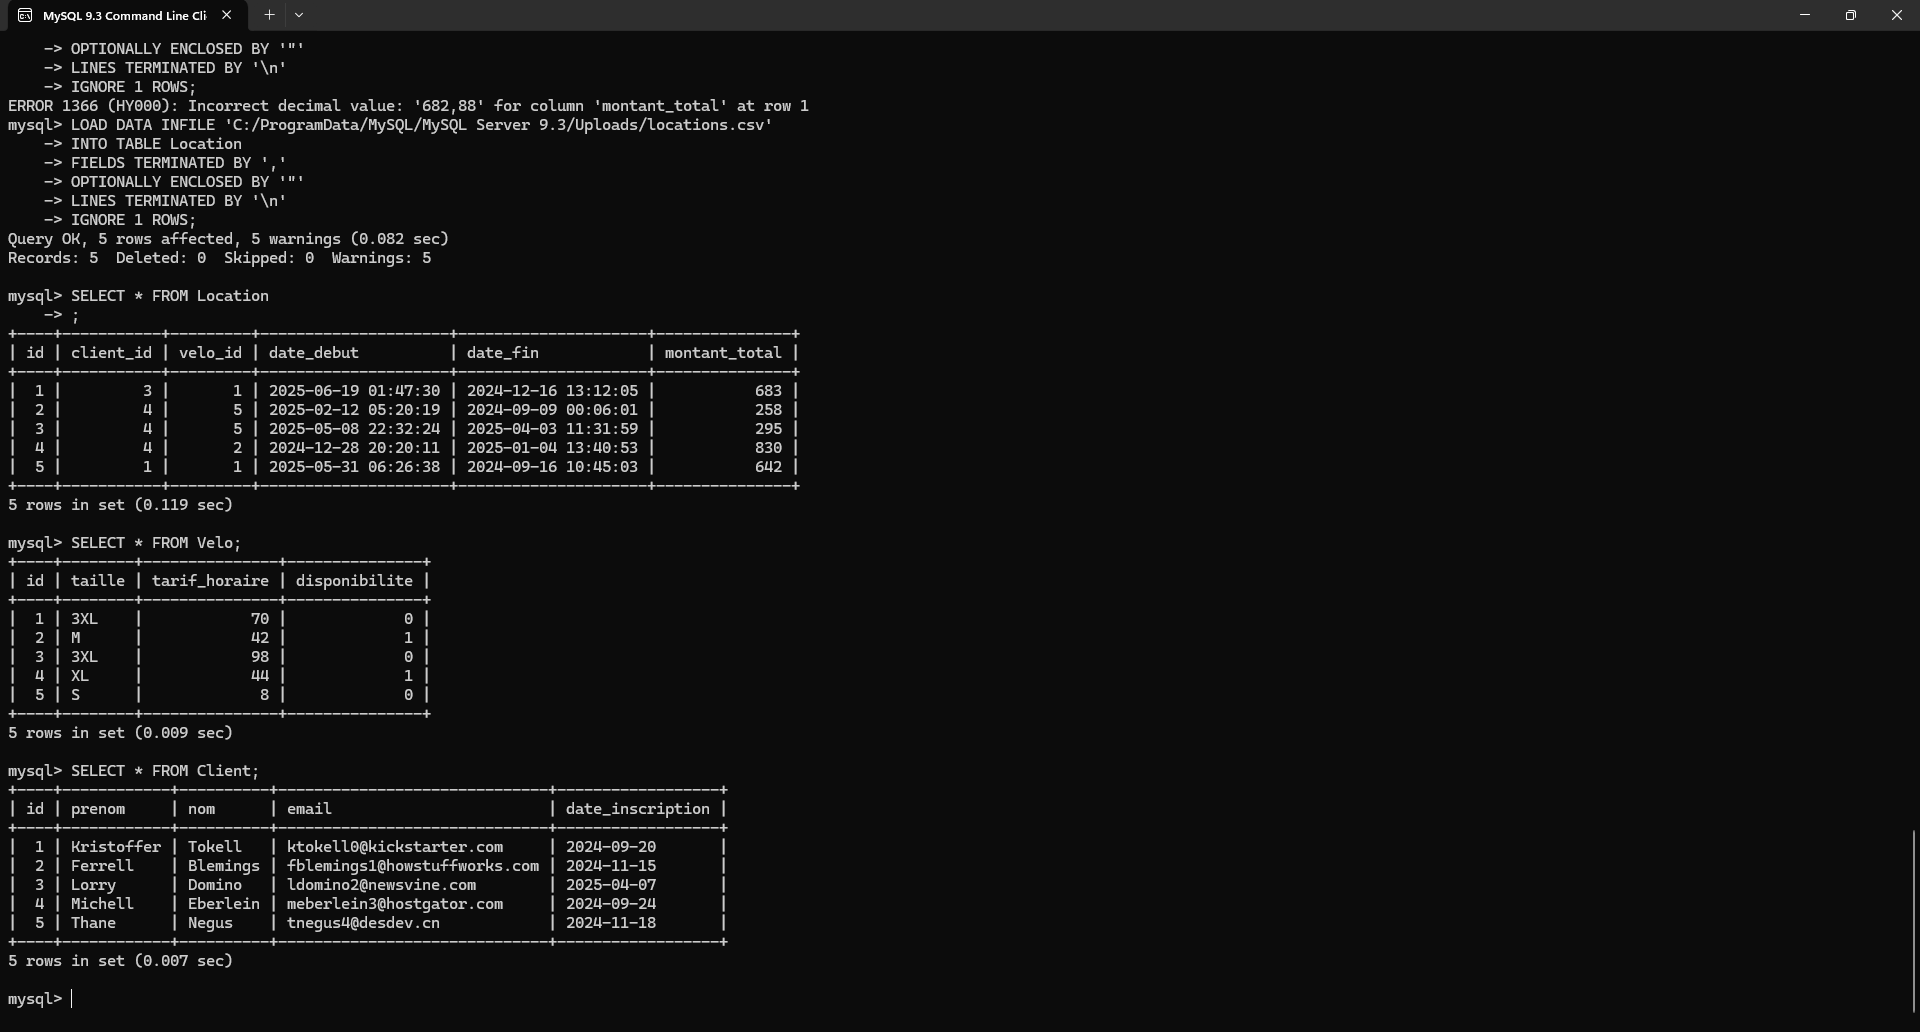 MySQL 9.3 Command Line Cli
    -> OPTIONALLY ENCLOSED BY '"'
    -> LINES TERMINATED BY '\n'
    -> IGNORE 1 ROWS;
ERROR 1366 (HY000): Incorrect decimal value: '682,88' for column 'montant_total' at row 1
mysql> LOAD DATA INFILE 'C:/ProgramData/MySQL/MySQL Server 9.3/Uploads/locations.csv'
    -> INTO TABLE Location
    -> FIELDS TERMINATED BY ','
    -> OPTIONALLY ENCLOSED BY '"'
    -> LINES TERMINATED BY '\n'
    -> IGNORE 1 ROWS;
Query OK, 5 rows affected, 5 warnings (0.082 sec)
Records: 5  Deleted: 0  Skipped: 0  Warnings: 5
mysql> SELECT * FROM Location
    -> ;
+----+-----------+---------+---------------------+---------------------+---------------+
| id | client_id | velo_id | date_debut          | date_fin            | montant_total |
+----+-----------+---------+---------------------+---------------------+---------------+
|  1 |         3 |       1 | 2025-06-19 01:47:30 | 2024-12-16 13:12:05 |           683 |
|  2 |         4 |       5 | 2025-02-12 05:20:19 | 2024-09-09 00:06:01 |           258 |
|  3 |         4 |       5 | 2025-05-08 22:32:24 | 2025-04-03 11:31:59 |           295 |
|  4 |         4 |       2 | 2024-12-28 20:20:11 | 2025-01-04 13:40:53 |           830 |
|  5 |         1 |       1 | 2025-05-31 06:26:38 | 2024-09-16 10:45:03 |           642 |
+----+-----------+---------+---------------------+---------------------+---------------+
5 rows in set (0.119 sec)
mysql> SELECT * FROM Velo;
+----+--------+---------------+---------------+
| id | taille | tarif_horaire | disponibilite |
+----+--------+---------------+---------------+
|  1 | 3XL    |            70 |             0 |
|  2 | M      |            42 |             1 |
|  3 | 3XL    |            98 |             0 |
|  4 | XL     |            44 |             1 |
|  5 | S      |             8 |             0 |
+----+--------+---------------+---------------+
5 rows in set (0.009 sec)
mysql> SELECT * FROM Client;
+----+------------+----------+------------------------------+------------------+
| id | prenom     | nom      | email                        | date_inscription |
+----+------------+----------+------------------------------+------------------+
|  1 | Kristoffer | Tokell   | ktokell0@kickstarter.com     | 2024-09-20       |
|  2 | Ferrell    | Blemings | fblemings1@howstuffworks.com | 2024-11-15       |
|  3 | Lorry      | Domino   | ldomino2@newsvine.com        | 2025-04-07       |
|  4 | Michell    | Eberlein | meberlein3@hostgator.com     | 2024-09-24       |
|  5 | Thane      | Negus    | tnegus4@desdev.cn            | 2024-11-18       |
+----+------------+----------+------------------------------+------------------+
5 rows in set (0.007 sec)
mysql>